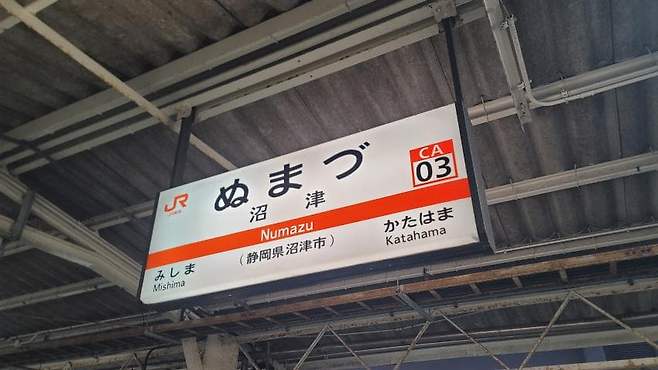 JR
ぬまづ
CA
03
沼津
Numazu
(静岡県沼津市)
みしま
Mishima
かたはま
Katahama